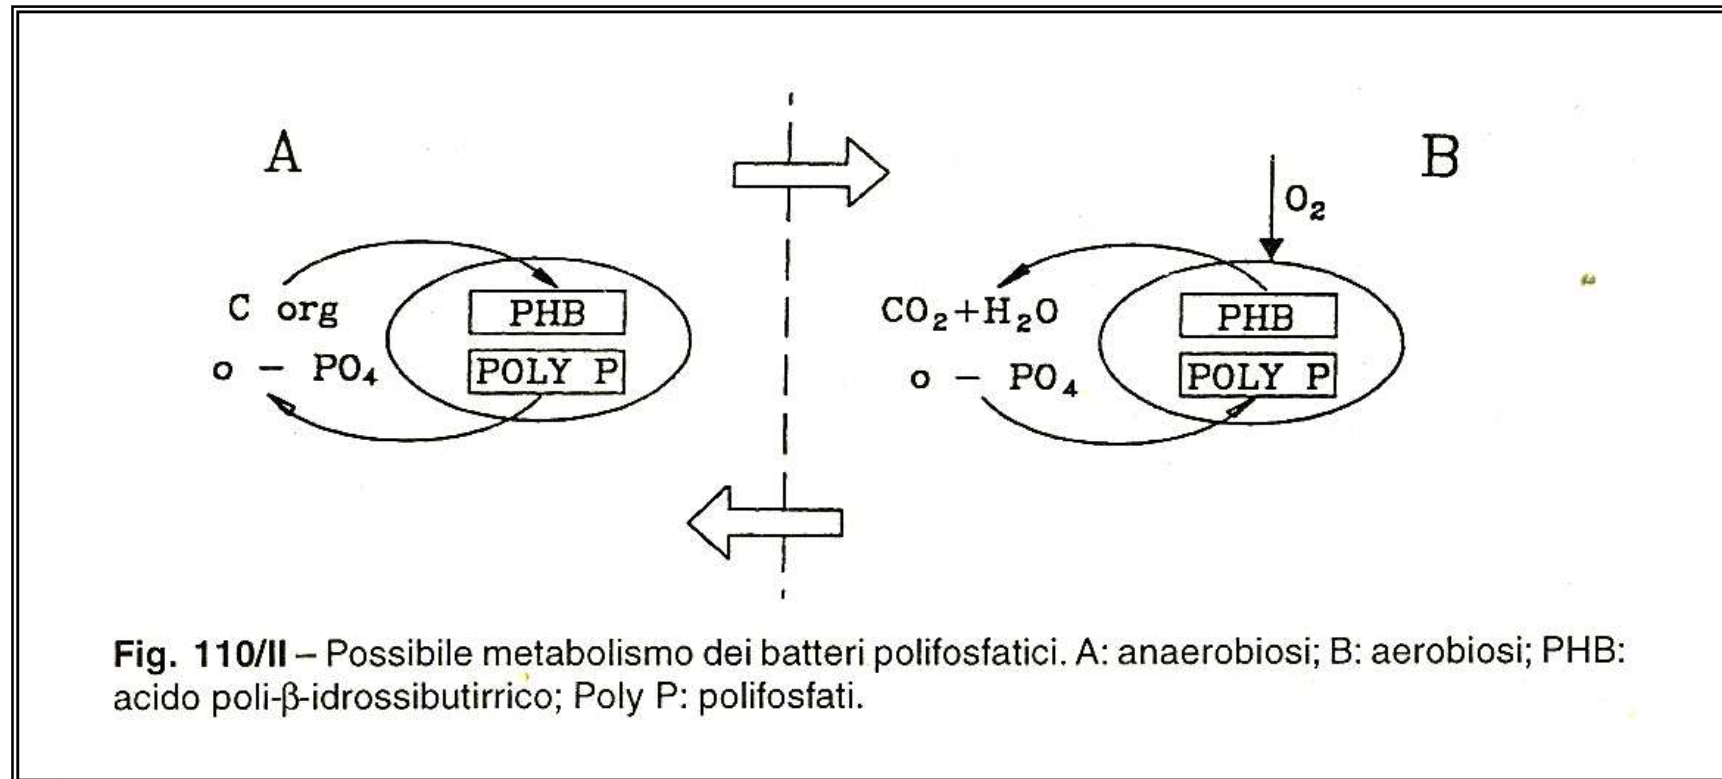 A
B
O₂
C org
PHB
o – PO₄
POLY P
CO₂+H₂O
PHB
o – PO₄
POLY P
Fig. 110/II – Possibile metabolismo dei batteri polifosfatici. A: anaerobiosi; B: aerobiosi; PHB:
acido poli-β-idrossibutirrico; Poly P: polifosfati.